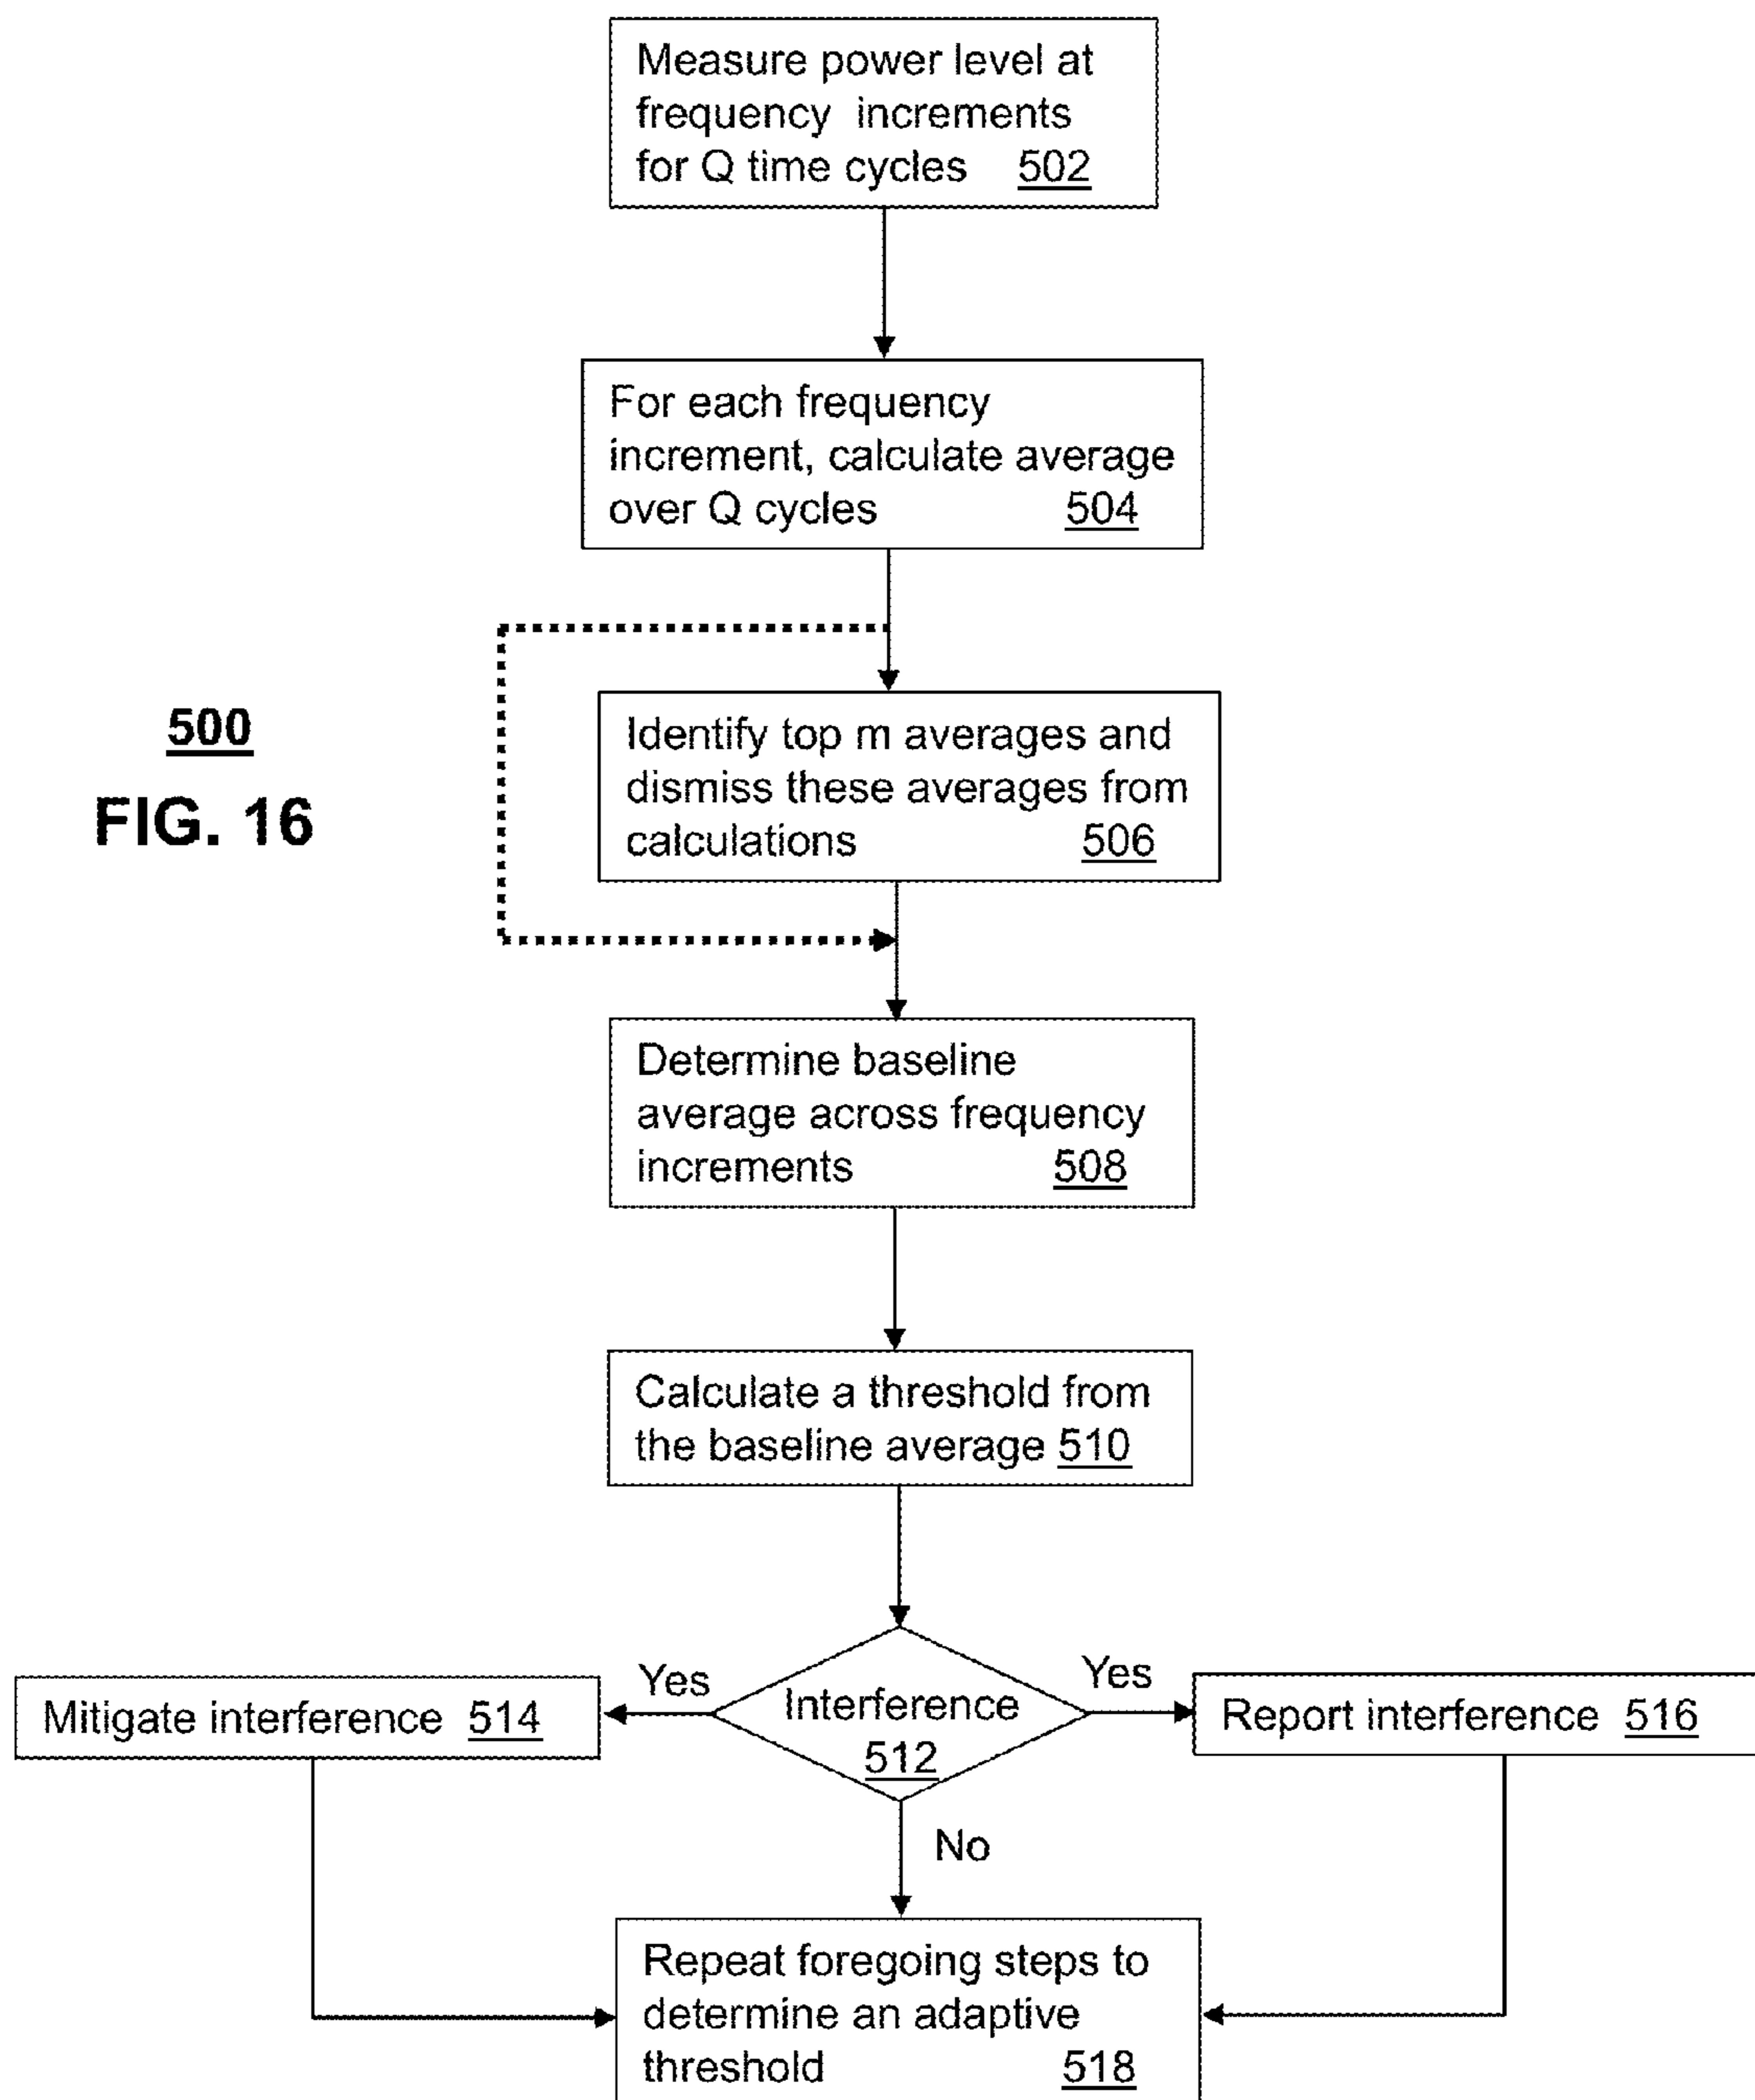 Measure power level at
frequency increments
for Q time cycles 502
For each frequency
increment, calculate average
over Q cycles 504
500
FIG. 16
Identify top m averages and
dismiss these averages from
calculations 506
Determine baseline
average across frequency
increments 508
Calculate a threshold from
the baseline average 510
Yes
Yes
Mitigate interference 514
Interference
512
Report interference 516
No
Repeat foregoing steps to
determine an adaptive
threshold 518